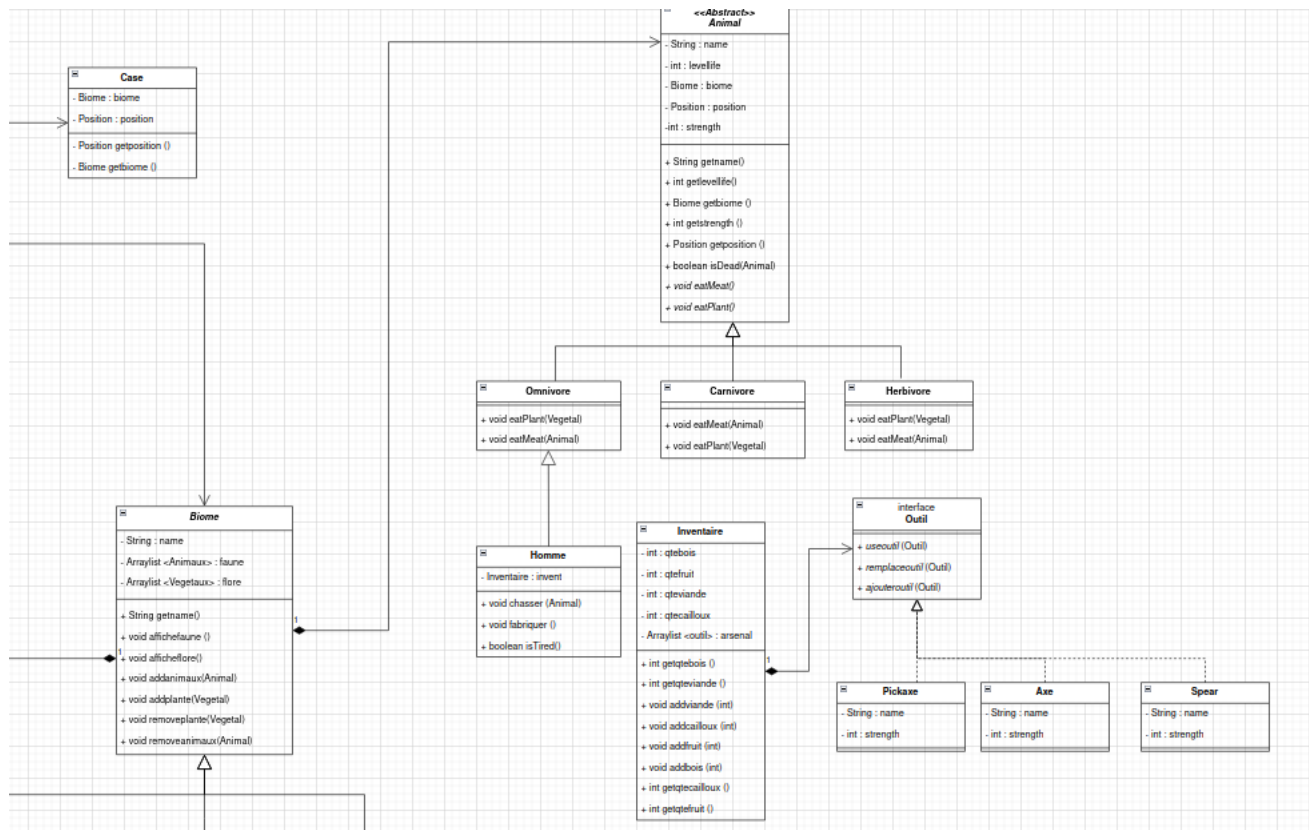 <<Abstract>>
Animal
- String : name
- int : levellife
- Biome : biome
- Position : position
-int : strength
+ String getname()
+ int getlevellife()
+ Biome getbiome ()
+ int getstrength ()
+ Position getposition ()
+ boolean isDead(Animal)
+ void eatMeat()
+ void eatPlant()
Case
- Biome : biome
- Position : position
- Position getposition ()
- Biome getbiome ()
Omnivore
+ void eatPlant(Vegetal)
+ void eatMeat(Animal)
Carnivore
+ void eatMeat(Animal)
+ void eatPlant(Vegetal)
Herbivore
+ void eatPlant(Vegetal)
+ void eatMeat(Animal)
Biome
- String : name
- Arraylist <Animaux> : faune
- Arraylist <Vegetaux> : flore
+ String getname()
+ void affichefaune ()
+ void afficheflore()
+ void addanimaux(Animal)
+ void addplante(Vegetal)
+ void removeplante(Vegetal)
+ void removeanimaux(Animal)
1
1
Homme
- Inventaire : invent
+ void chasser (Animal)
+ void fabriquer ()
+ boolean isTired()
Inventaire
- int : qtebois
- int : qtefruit
- int : qteviande
- int : qtecailloux
- Arraylist <outil> : arsenal
+ int getqtebois ()
+ int getqteviande ()
+ void addviande (int)
+ void addcailloux (int)
+ void addfruit (int)
+ void addbois (int)
+ int getqtecailloux ()
+ int getqtefruit ()
1
interface
Outil
+ useoutil (Outil)
+ remplaceoutil (Outil)
+ ajouteroutil (Outil)
Pickaxe
- String : name
- int : strength
Axe
- String : name
- int : strength
Spear
- String : name
- int : strength